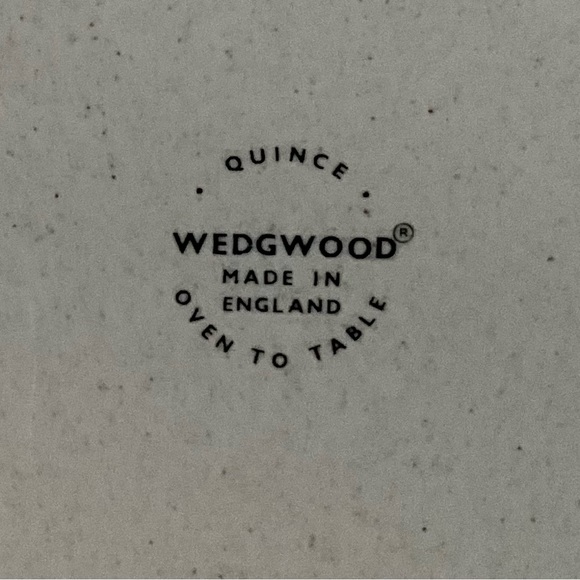 QUINCE
WEDGWOOD®
MADE IN
ENGLAND
OVEN TO TABLE